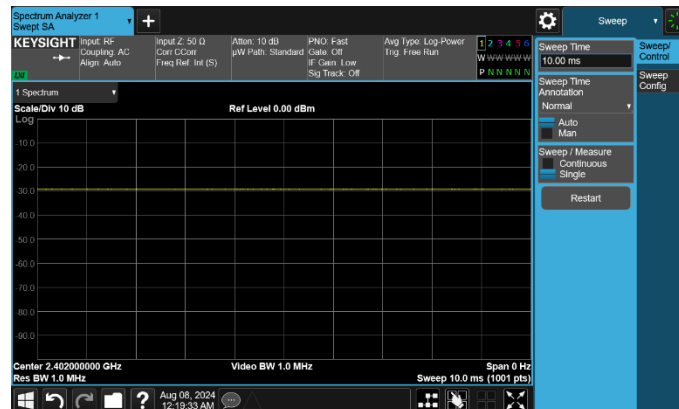 Spectrum Analyzer 1
Swept SA
+
Sweep
KEYSIGHT
Input: RF
Coupling: AC
Align: Auto
Input Z: 50 Ω
Corr CCorr
Freq Ref: Int (S)
Atten: 10 dB
µW Path: Standard
PNO: Fast
Gate: Off
IF Gain: Low
Sig Track: Off
Avg Type: Log-Power
Trig: Free Run
1 2 3 4 5 6
W W W W W W
P N N N N N
LXI
1 Spectrum
Scale/Div 10 dB
Ref Level 0.00 dBm
Log
-10.0
-20.0
-30.0
-40.0
-50.0
-60.0
-70.0
-80.0
-90.0
Center 2.402000000 GHz
Video BW 1.0 MHz
Span 0 Hz
Res BW 1.0 MHz
Sweep 10.0 ms (1001 pts)
Sweep Time
10.00 ms
Sweep Time
Annotation
Normal
Auto
Man
Sweep / Measure
Continuous
Single
Restart
Sweep/
Control
Sweep
Config
?
Aug 08, 2024
12:19:33 AM